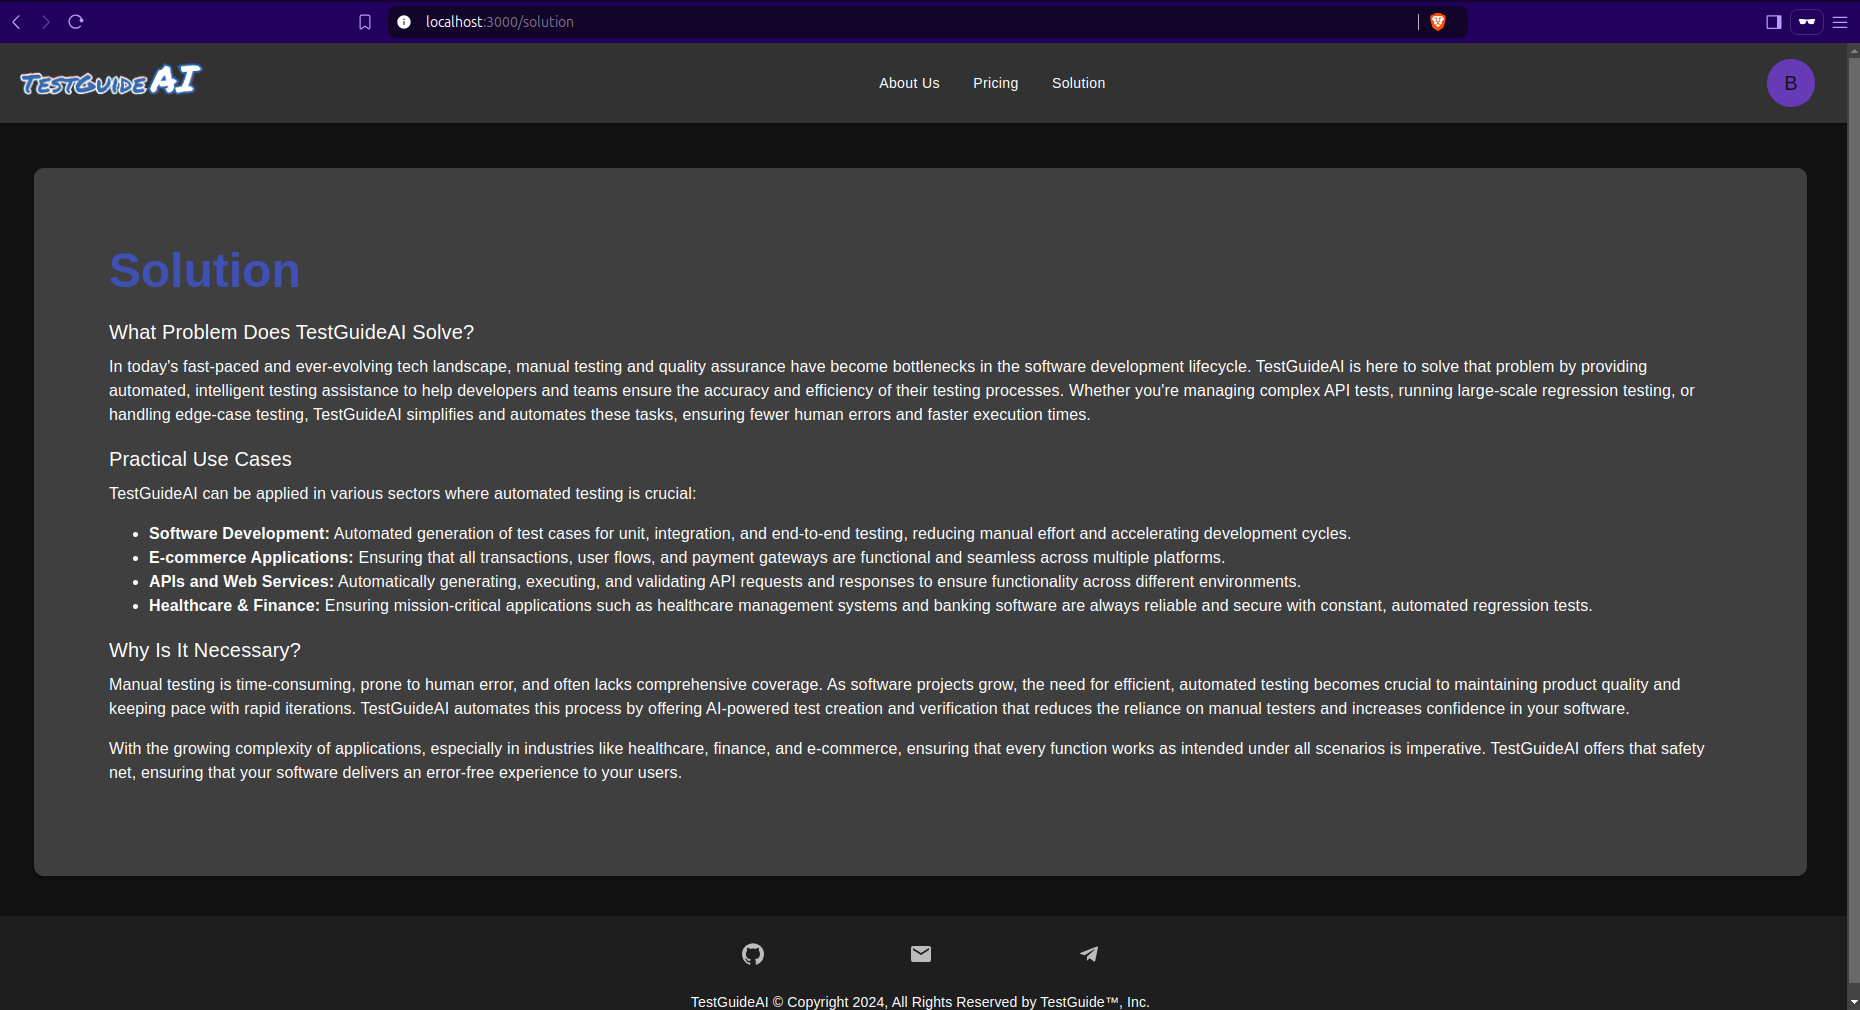 localhost:3000/solution
TestGuide AI
About Us
Pricing
Solution
B
Solution
What Problem Does TestGuideAI Solve?
In today's fast-paced and ever-evolving tech landscape, manual testing and quality assurance have become bottlenecks in the software development lifecycle. TestGuideAI is here to solve that problem by providing
automated, intelligent testing assistance to help developers and teams ensure the accuracy and efficiency of their testing processes. Whether you're managing complex API tests, running large-scale regression testing, or
handling edge-case testing, TestGuideAI simplifies and automates these tasks, ensuring fewer human errors and faster execution times.
Practical Use Cases
TestGuideAI can be applied in various sectors where automated testing is crucial:
• Software Development: Automated generation of test cases for unit, integration, and end-to-end testing, reducing manual effort and accelerating development cycles.
• E-commerce Applications: Ensuring that all transactions, user flows, and payment gateways are functional and seamless across multiple platforms.
• APIs and Web Services: Automatically generating, executing, and validating API requests and responses to ensure functionality across different environments.
• Healthcare & Finance: Ensuring mission-critical applications such as healthcare management systems and banking software are always reliable and secure with constant, automated regression tests.
Why Is It Necessary?
Manual testing is time-consuming, prone to human error, and often lacks comprehensive coverage. As software projects grow, the need for efficient, automated testing becomes crucial to maintaining product quality and
keeping pace with rapid iterations. TestGuideAI automates this process by offering AI-powered test creation and verification that reduces the reliance on manual testers and increases confidence in your software.
With the growing complexity of applications, especially in industries like healthcare, finance, and e-commerce, ensuring that every function works as intended under all scenarios is imperative. TestGuideAI offers that safety
net, ensuring that your software delivers an error-free experience to your users.
TestGuideAI © Copyright 2024, All Rights Reserved by TestGuide™, Inc.